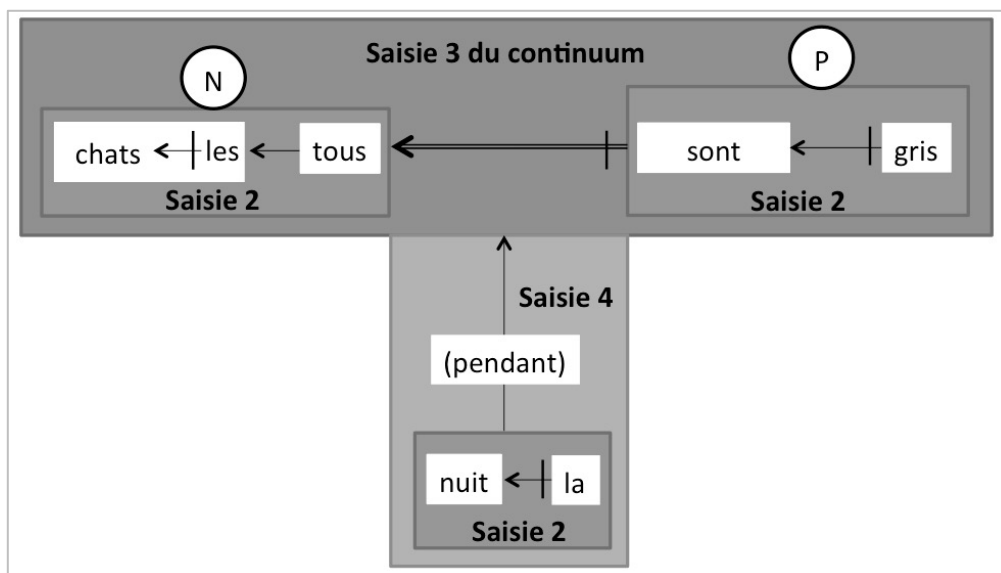 Saisie 3 du continuum
N
P
chats les tous
sont gris
Saisie 2
Saisie 2
Saisie 4
(pendant)
nuit la
Saisie 2